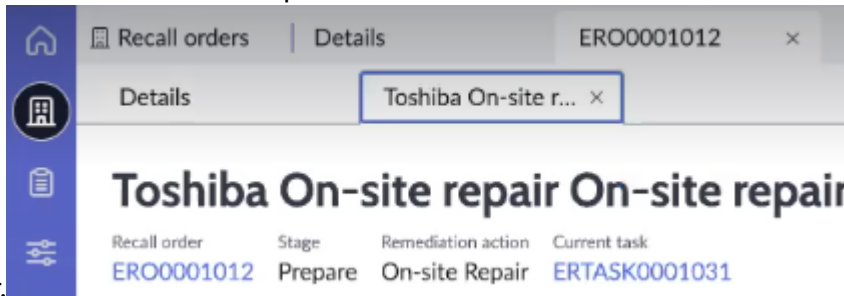 Recall orders | Details ERO0001012 ×
Details Toshiba On-site r... ×
Toshiba On-site repair On-site repair
Recall order Stage Remediation action Current task
ERO0001012 Prepare On-site Repair ERTASK0001031